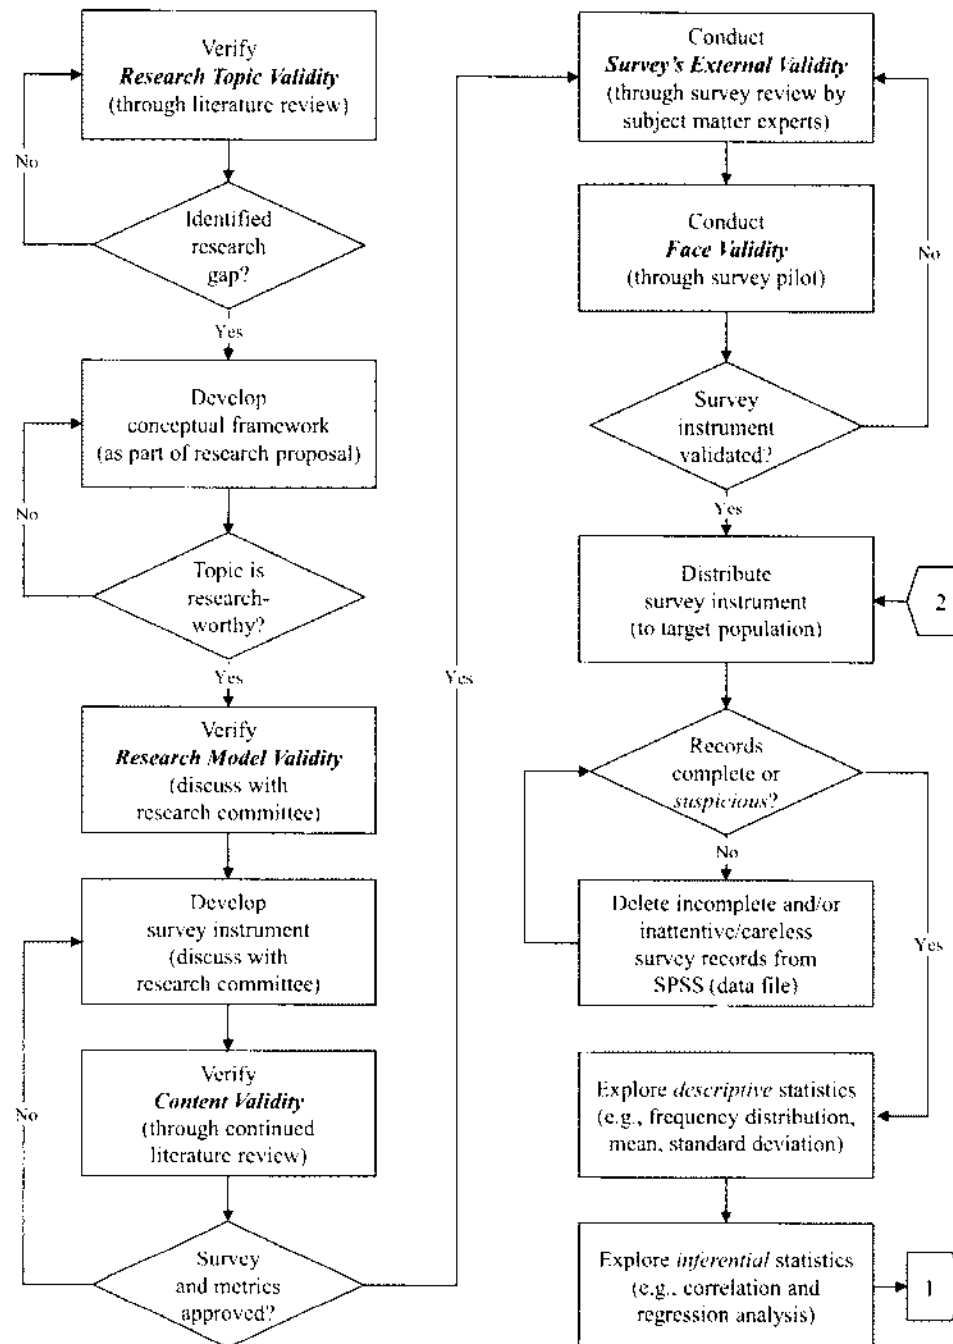 Verify
Research Topic Validity
(through literature review)
No
Identified
research
gap?
Yes
Develop
conceptual framework
(as part of research proposal)
No
Topic is
research-
worthy?
Yes
Verify
Research Model Validity
(discuss with
research committee)
Develop
survey instrument
(discuss with
research committee)
Verify
Content Validity
(through continued
literature review)
No
Survey
and metrics
approved?
Yes
Conduct
Survey's External Validity
(through survey review by
subject matter experts)
Conduct
Face Validity
(through survey pilot)
No
Survey
instrument
validated?
Yes
Distribute
survey instrument
(to target population)
2
Records
complete or
suspicious?
No
Delete incomplete and/or
inattentive/careless
survey records from
SPSS (data file)
Yes
Explore descriptive statistics
(e.g., frequency distribution,
mean, standard deviation)
Explore inferential statistics
(e.g., correlation and
regression analysis)
1